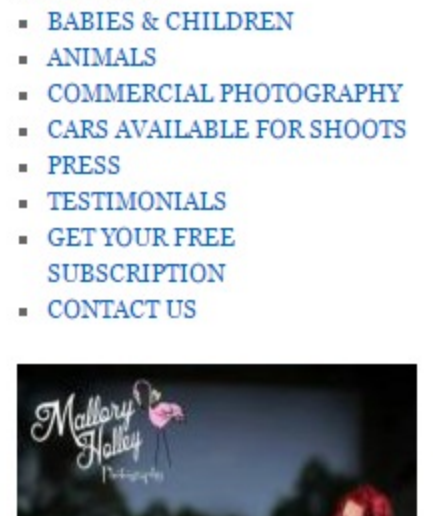 BABIES & CHILDREN
ANIMALS
COMMERCIAL PHOTOGRAPHY
CARS AVAILABLE FOR SHOOTS
PRESS
TESTIMONIALS
GET YOUR FREE
SUBSCRIPTION
CONTACT US
Mallory
Holley
Photography